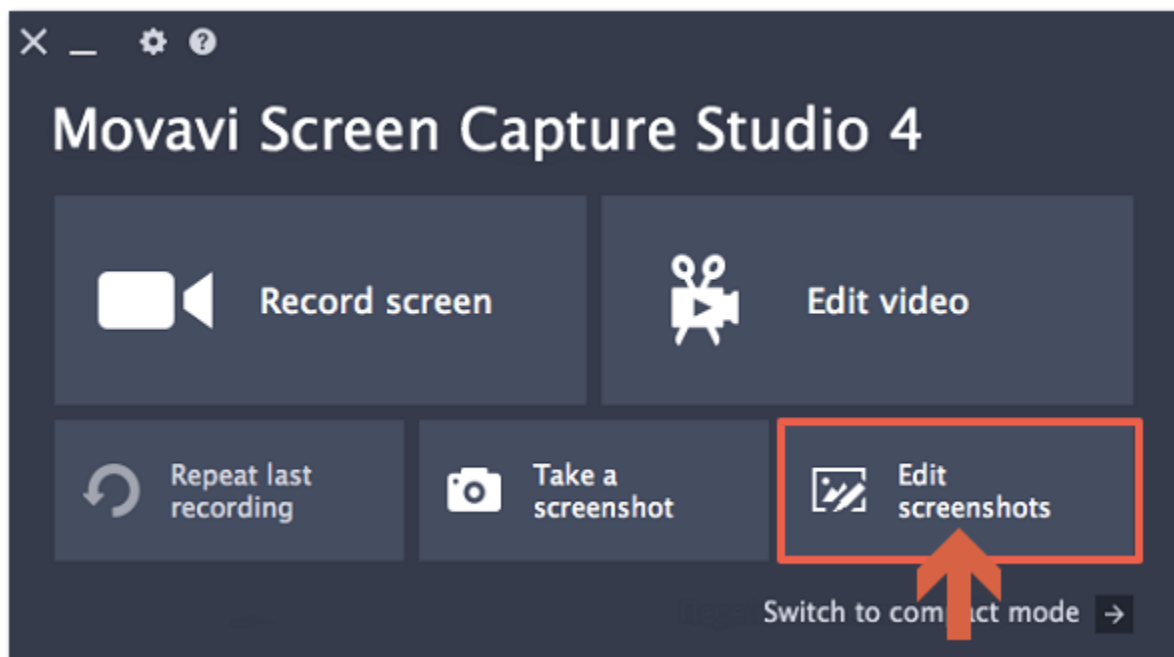 Movavi Screen Capture Studio 4
Record screen
Edit video
Repeat last
recording
Take a
screenshot
Edit
screenshots
Switch to mode